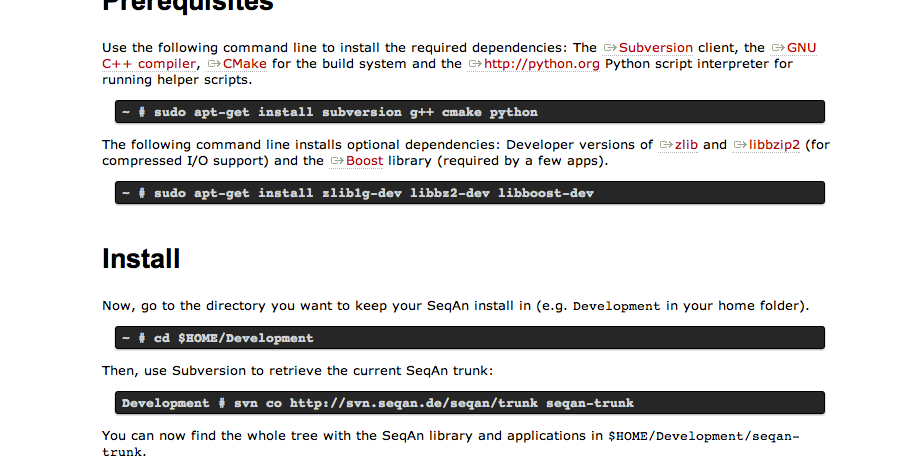 Prerequisites
Use the following command line to install the required dependencies: The Subversion client, the GNU
C++ compiler, CMake for the build system and the http://python.org Python script interpreter for
running helper scripts.
~ # sudo apt-get install subversion g++ cmake python
The following command line installs optional dependencies: Developer versions of zlib and libbzip2 (for
compressed I/O support) and the Boost library (required by a few apps).
~ # sudo apt-get install zlib1g-dev libbz2-dev libboost-dev
Install
Now, go to the directory you want to keep your SeqAn install in (e.g. Development in your home folder).
~ # cd $HOME/Development
Then, use Subversion to retrieve the current SeqAn trunk:
Development # svn co http://svn.seqan.de/seqan/trunk seqan-trunk
You can now find the whole tree with the SeqAn library and applications in $HOME/Development/seqan-
trunk.